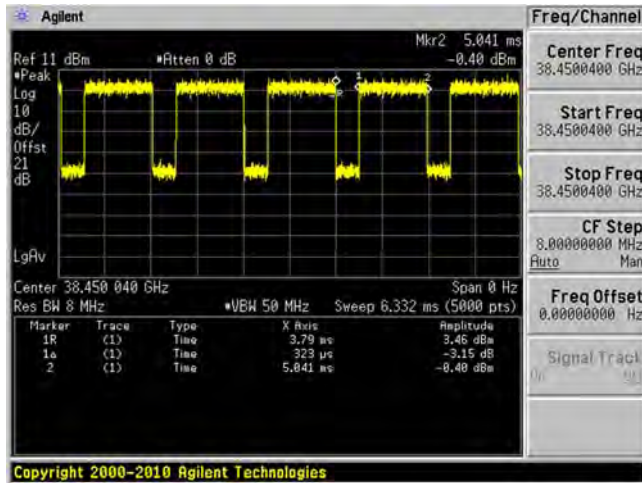 Agilent
Freq/Channel
Mkr2 5.041 ms
Ref 11 dBm *Atten 0 dB -0.40 dBm
*Peak
Log
10
dB/
Offst
21
dB
LgAv
1R
1
2
Center 38.450 040 GHz Span 0 Hz
Res BW 8 MHz *VBW 50 MHz Sweep 6.332 ms (5000 pts)
Marker Trace Type X Axis Amplitude
1R (1) Time 3.79 ms 3.46 dBm
1Δ (1) Time 323 µs -3.15 dB
2 (1) Time 5.041 ms -0.40 dBm
Center Freq
38.4500400 GHz
Start Freq
38.4500400 GHz
Stop Freq
38.4500400 GHz
CF Step
8.00000000 MHz
Auto Man
Freq Offset
0.00000000 Hz
Signal Track
On
Copyright 2000-2010 Agilent Technologies